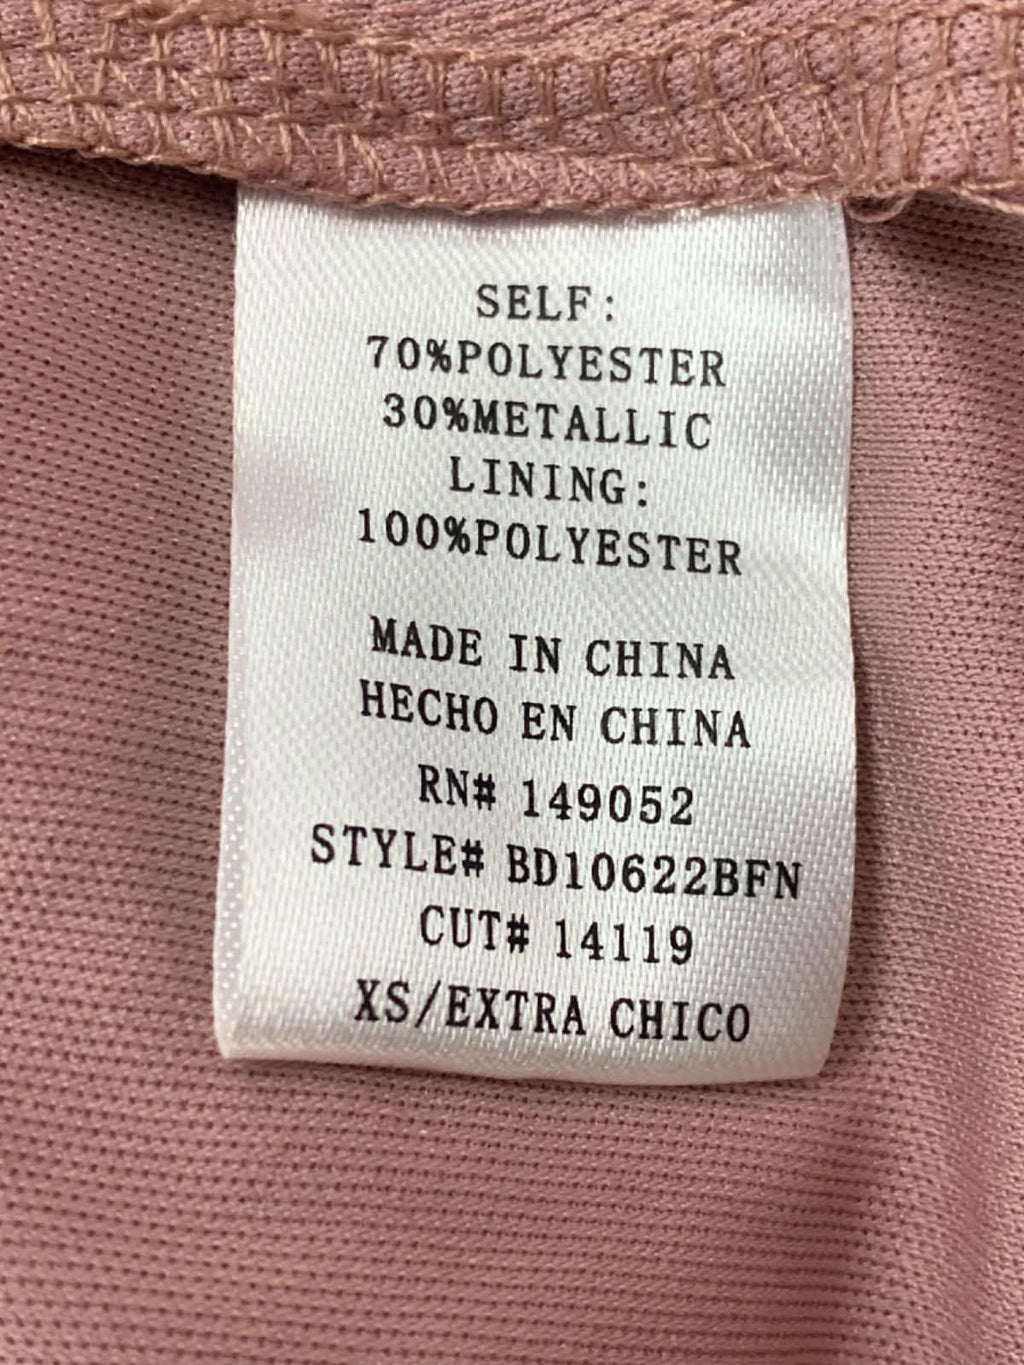 SELF:
70%POLYESTER
30%METALLIC
LINING:
100%POLYESTER
MADE IN CHINA
HECHO EN CHINA
RN# 149052
STYLE# BD10622BFN
CUT# 14119
XS/EXTRA CHICO